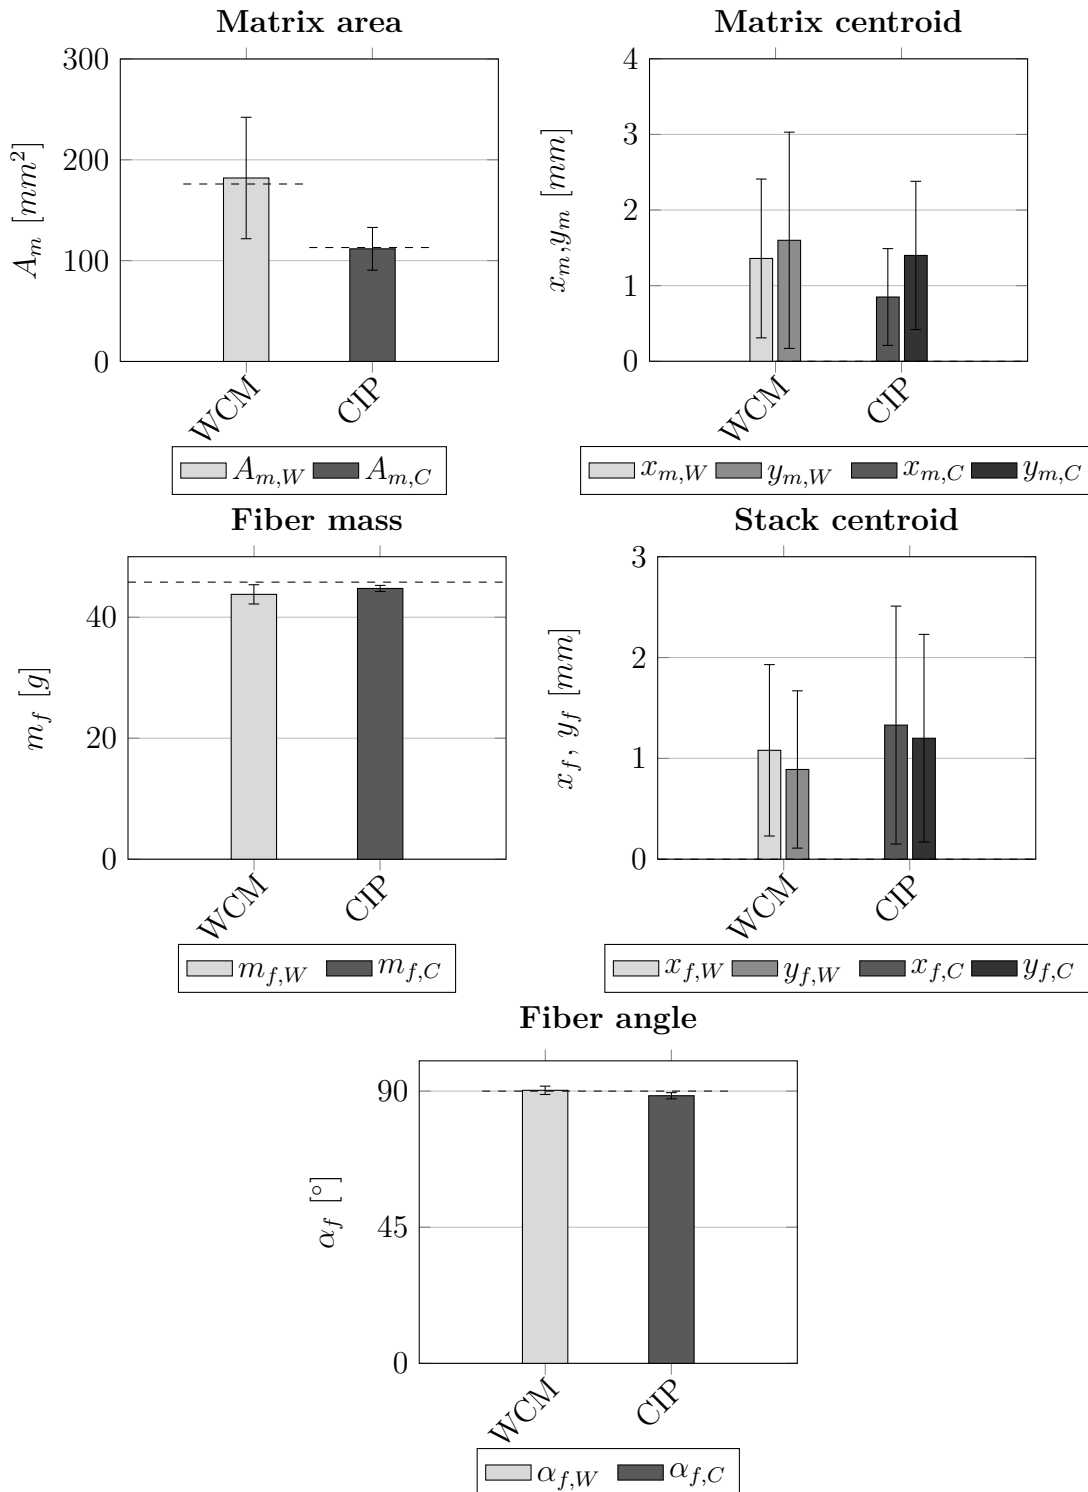 Matrix area
300
200
100
0
A_m [mm²]
WCM
CIP
A_{m,W} A_{m,C}
Matrix centroid
4
3
2
1
0
x_m,y_m [mm]
WCM
CIP
x_{m,W} y_{m,W} x_{m,C} y_{m,C}
Fiber mass
40
20
0
m_f [g]
WCM
CIP
m_{f,W} m_{f,C}
Stack centroid
3
2
1
0
x_f, y_f [mm]
WCM
CIP
x_{f,W} y_{f,W} x_{f,C} y_{f,C}
Fiber angle
90
45
0
α_f [°]
WCM
CIP
α_{f,W} α_{f,C}